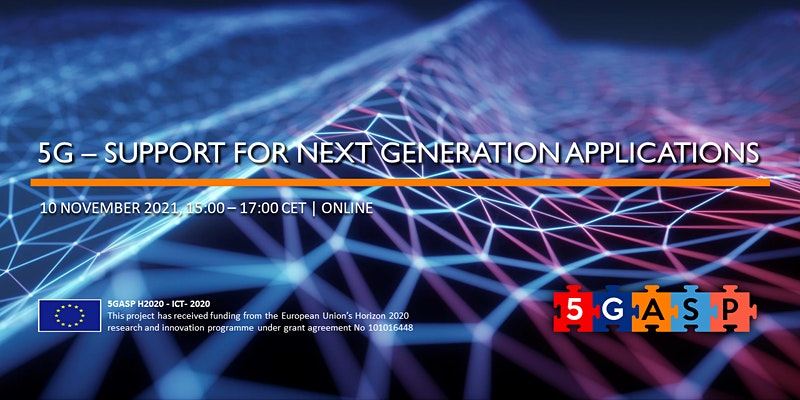 5G – SUPPORT FOR NEXT GENERATION APPLICATIONS
10 NOVEMBER 2021, 15:00 – 17:00 CET | ONLINE
5GASP H2020 - ICT- 2020
This project has received funding from the European Union's Horizon 2020
research and innovation programme under grant agreement No 101016448
5GASP